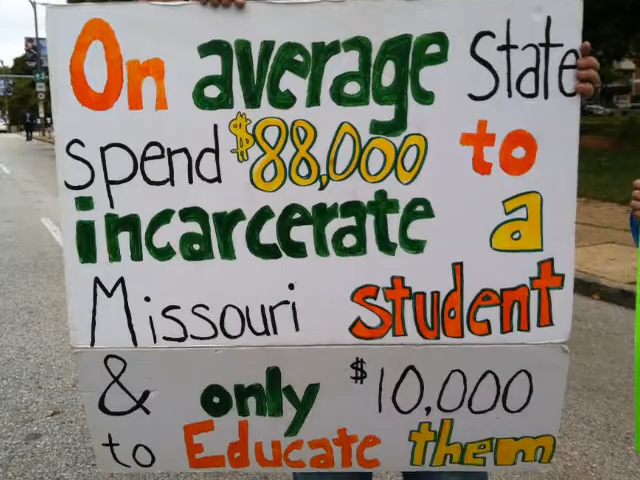 On average State
spend $88,000 to
incarcerate a
Missouri student
& only $10,000
to Educate them